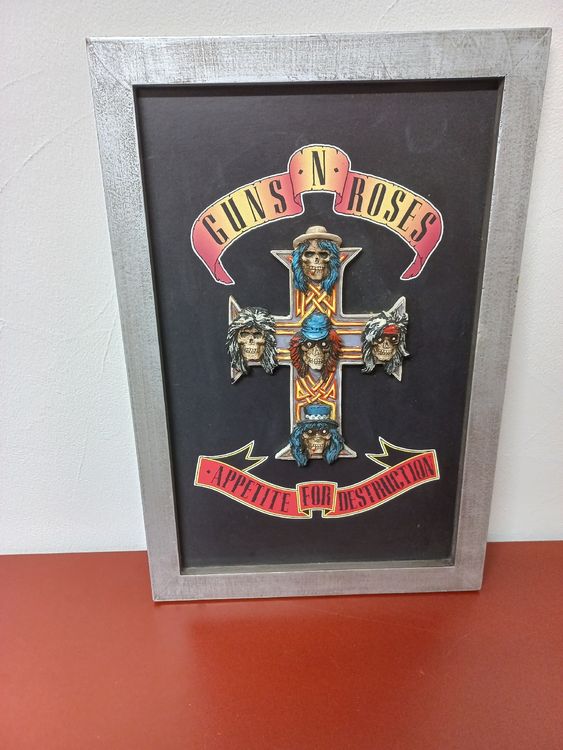 GUNS ·N· ROSES
·APPETITE FOR DESTRUCTION